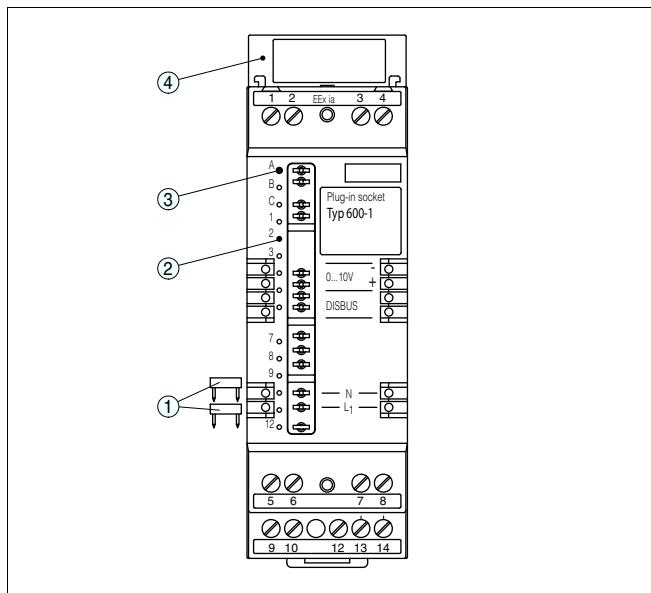 4
1 2 EEx ia 3 4
A
B
C
1
2
3
7
8
9
12
3
2
1
Plug-in socket
Typ 600-1
0...10V
-
+
DISBUS
N
L1
5 6 7 8
9 10 12 13 14